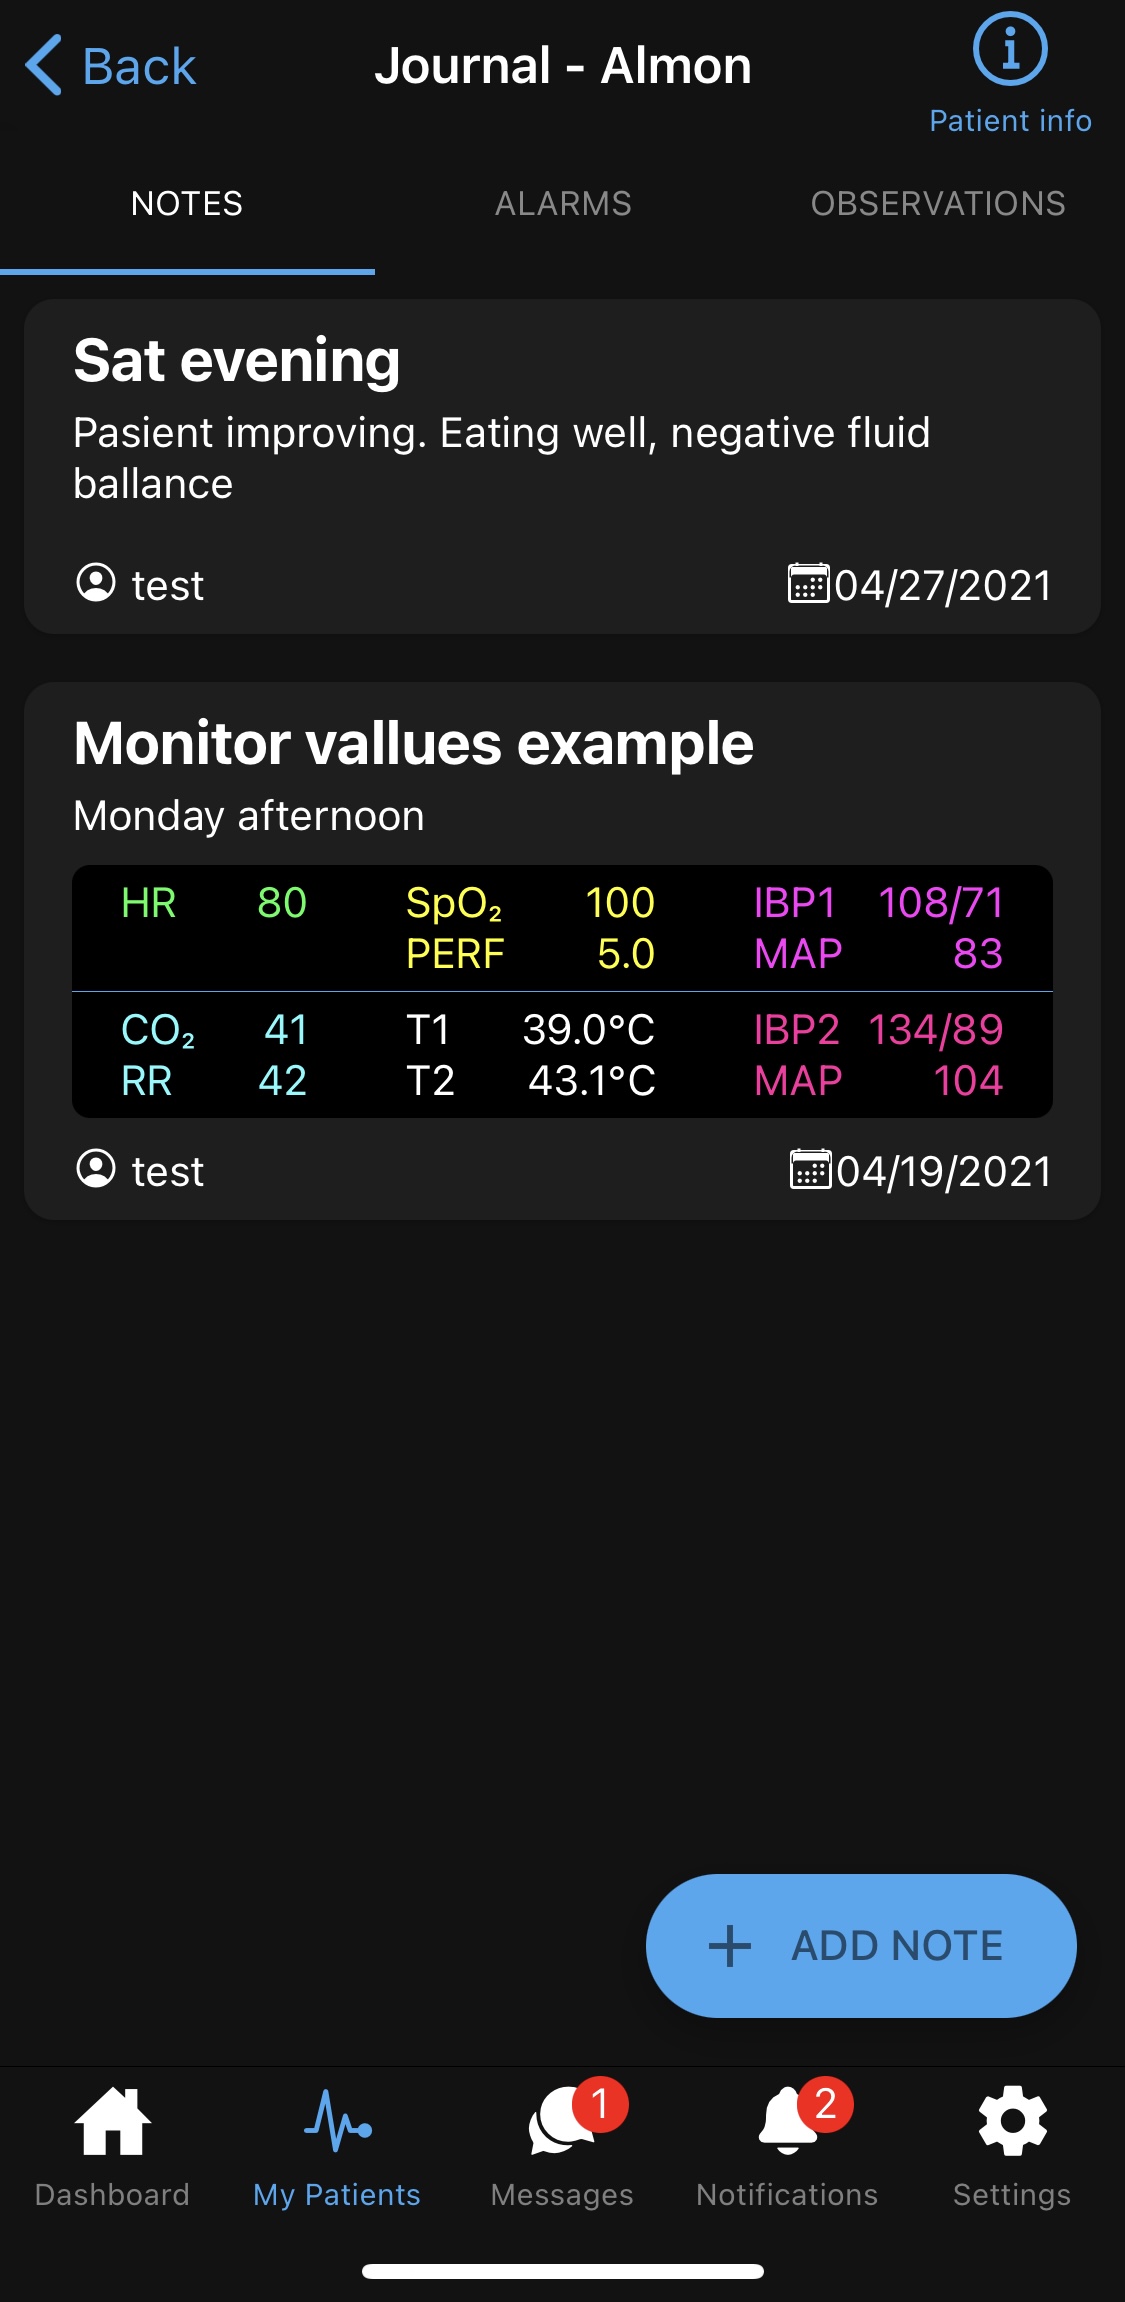 Back
Journal - Almon
Patient info
NOTES ALARMS OBSERVATIONS
Sat evening
Pasient improving. Eating well, negative fluid
ballance
test 04/27/2021
Monitor vallues example
Monday afternoon
HR 80 SpO₂ 100 IBP1 108/71
PERF 5.0 MAP 83
CO₂ 41 T1 39.0°C IBP2 134/89
RR 42 T2 43.1°C MAP 104
test 04/19/2021
+ ADD NOTE
1 2
Dashboard My Patients Messages Notifications Settings